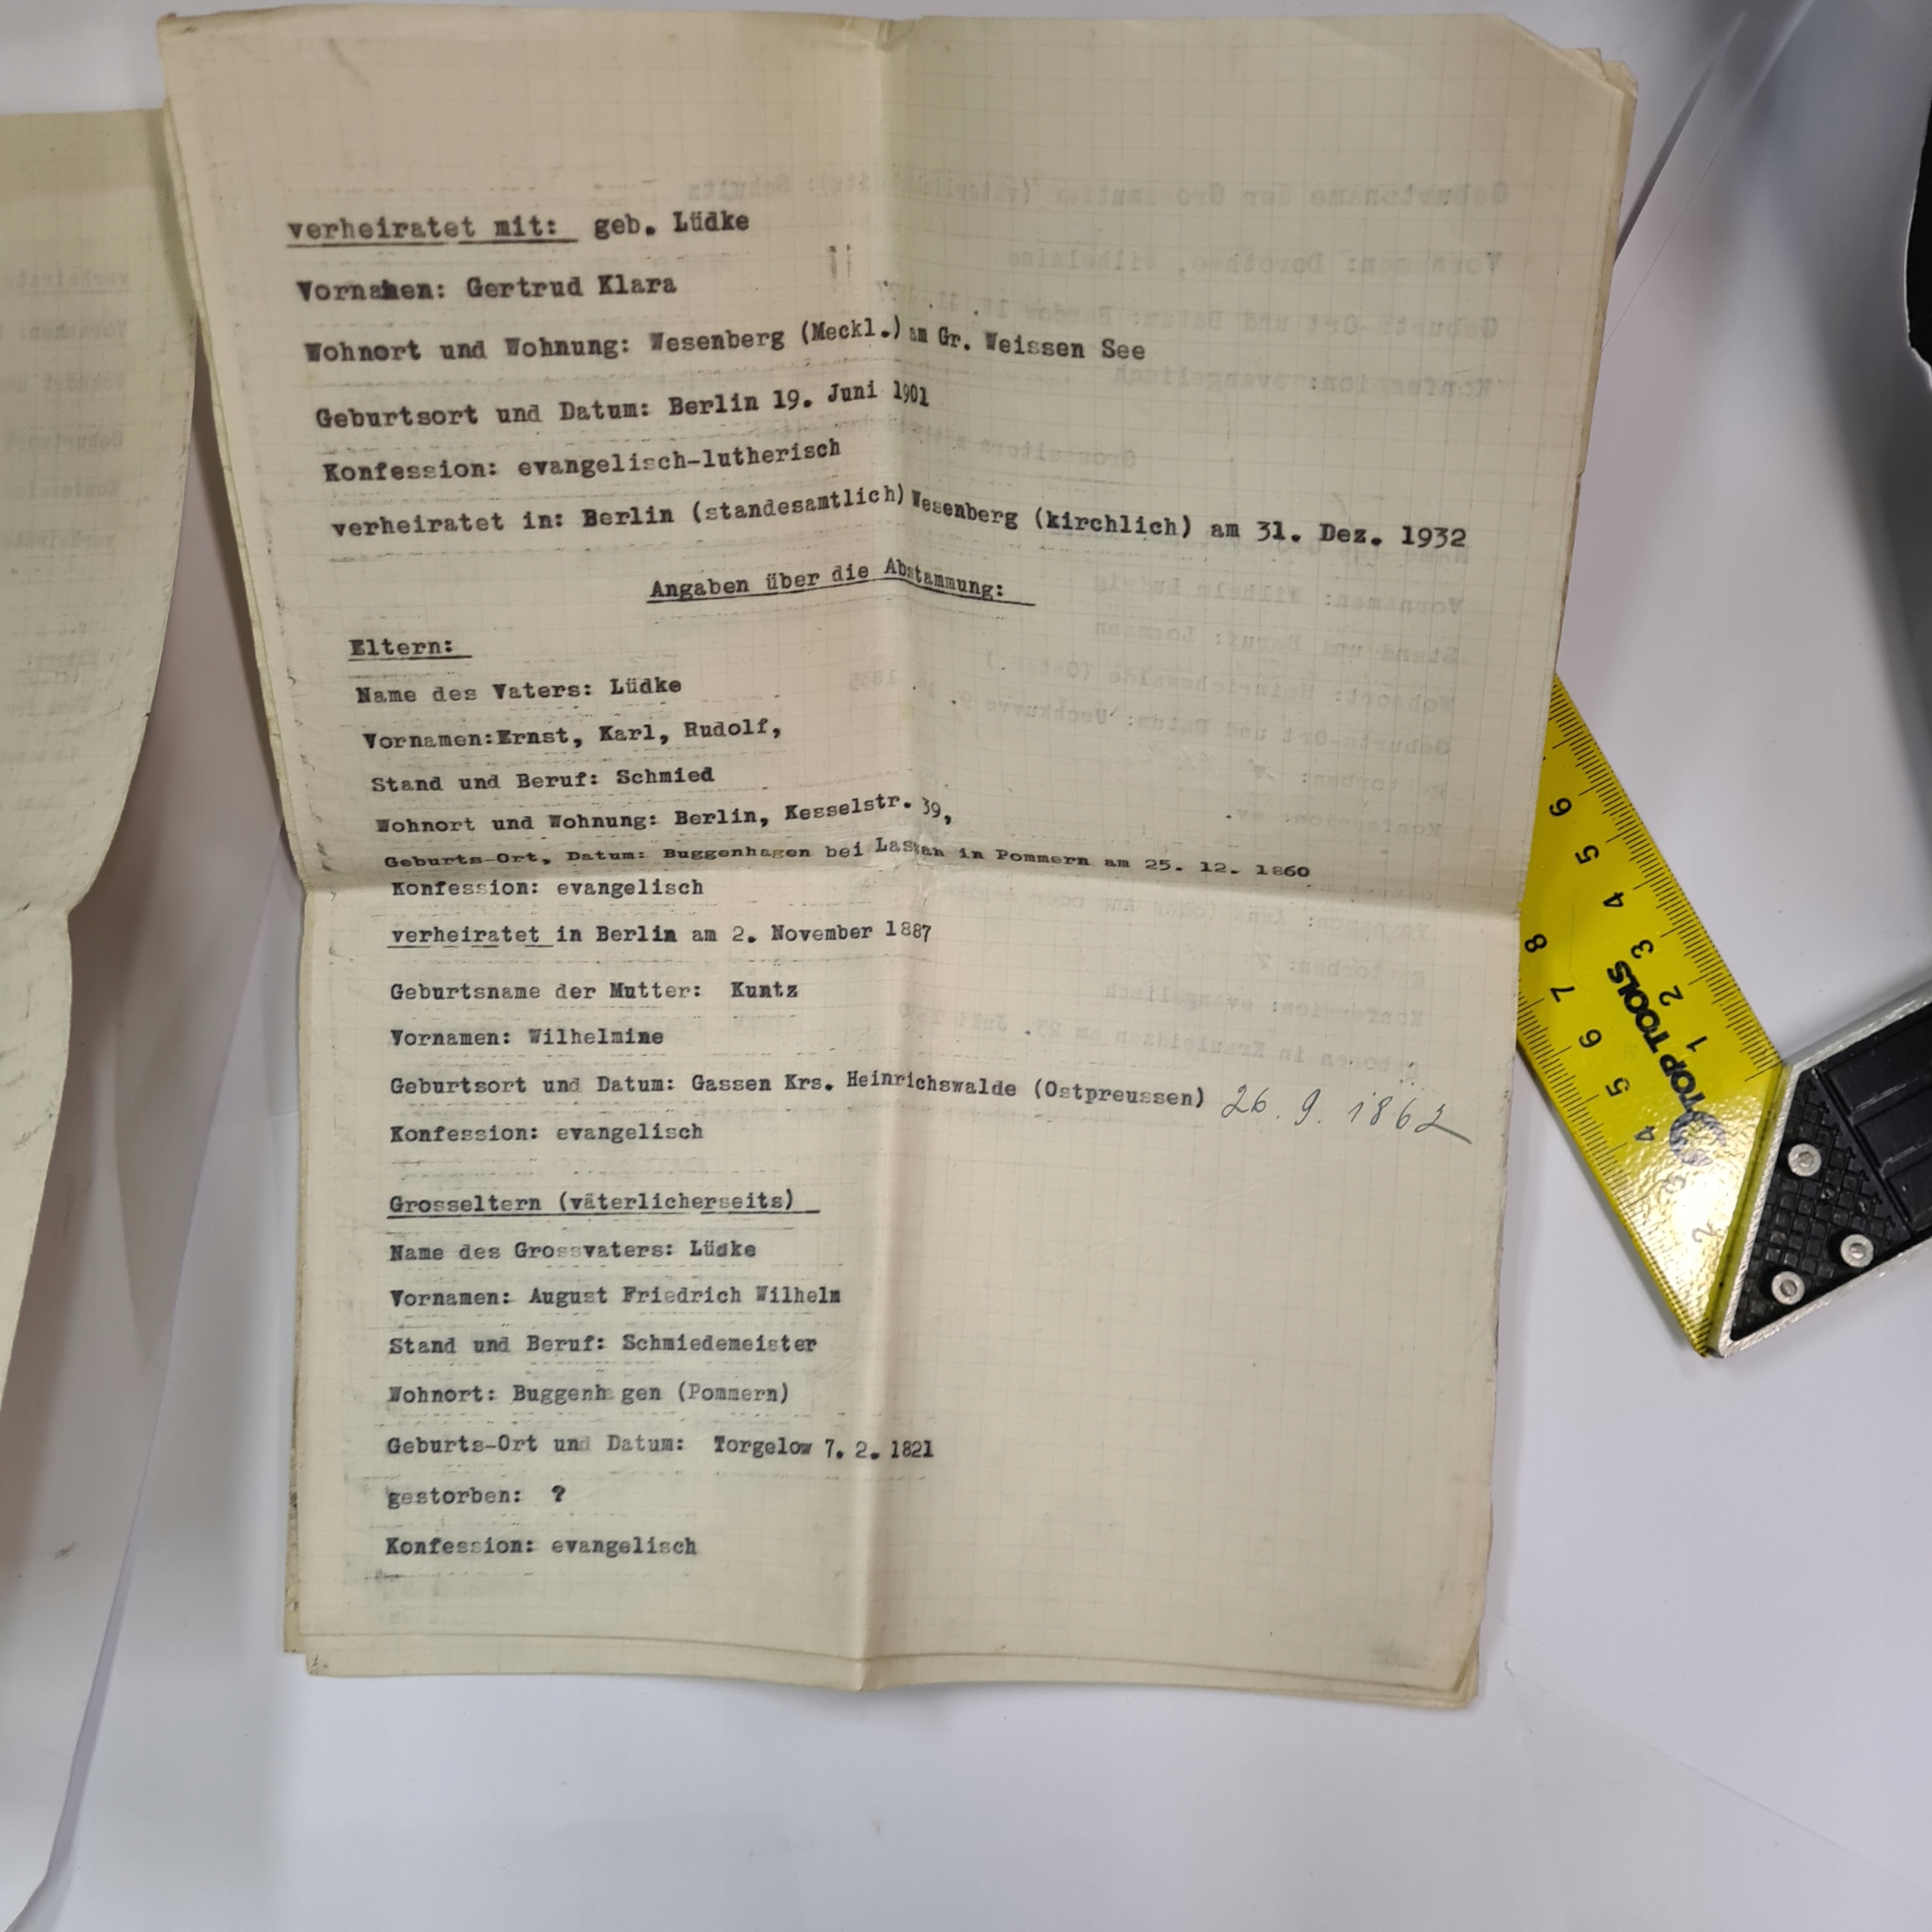 verheiratet mit: geb. Lüdke
Vornamen: Gertrud Klara
Wohnort und Wohnung: Wesenberg (Meckl.) am Gr. Weissen See
Geburtsort und Datum: Berlin 19. Juni 1901
Konfession: evangelisch-lutherisch
verheiratet in: Berlin (standesamtlich) Wesenberg (kirchlich) am 31. Dez. 1932
Angaben über die Abstammung:
Eltern:
Name des Vaters: Lüdke
Vornamen:Ernst, Karl, Rudolf,
Stand und Beruf: Schmied
Wohnort und Wohnung: Berlin, Kesselstr. 39,
Geburts-Ort, Datum: Buggenhagen bei Lassan in Pommern am 25. 12. 1860
Konfession: evangelisch
verheiratet in Berlin am 2. November 1887
Geburtsname der Mutter: Kuntz
Vornamen: Wilhelmine
Geburtsort und Datum: Gassen Krs. Heinrichswalde (Ostpreussen) 26. 9. 1862
Konfession: evangelisch
Grosseltern (väterlicherseits)
Name des Grossvaters: Lüdke
Vornamen: August Friedrich Wilhelm
Stand und Beruf: Schmiedemeister
Wohnort: Buggenhagen (Pommern)
Geburts-Ort und Datum: Torgelow 7. 2. 1821
gestorben: ?
Konfession: evangelisch
TOPTOOLS